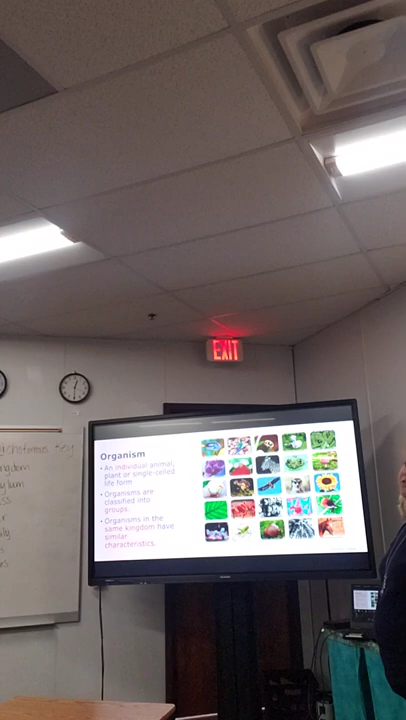 EXIT
Organism
• An individual animal,
plant or single-celled
life form
• Organisms are
classified into
groups.
• Organisms in the
same kingdom have
similar
characteristics.